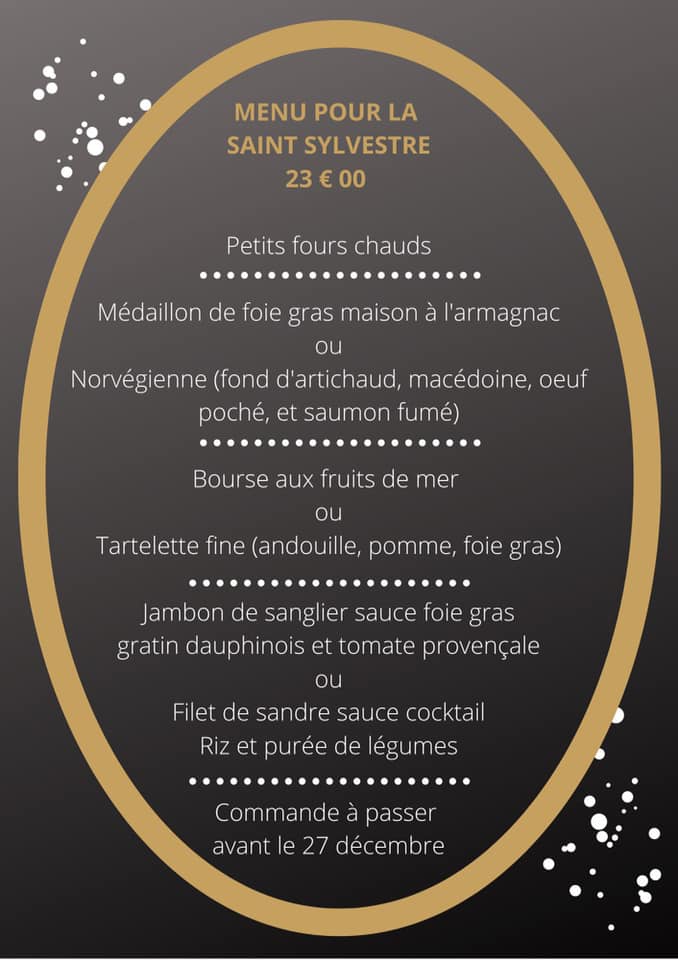 MENU POUR LA
SAINT SYLVESTRE
23 € 00
Petits fours chauds
Médaillon de foie gras maison à l'armagnac
ou
Norvégienne (fond d'artichaud, macédoine, oeuf
poché, et saumon fumé)
Bourse aux fruits de mer
ou
Tartelette fine (andouille, pomme, foie gras)
Jambon de sanglier sauce foie gras
gratin dauphinois et tomate provençale
ou
Filet de sandre sauce cocktail
Riz et purée de légumes
Commande à passer
avant le 27 décembre